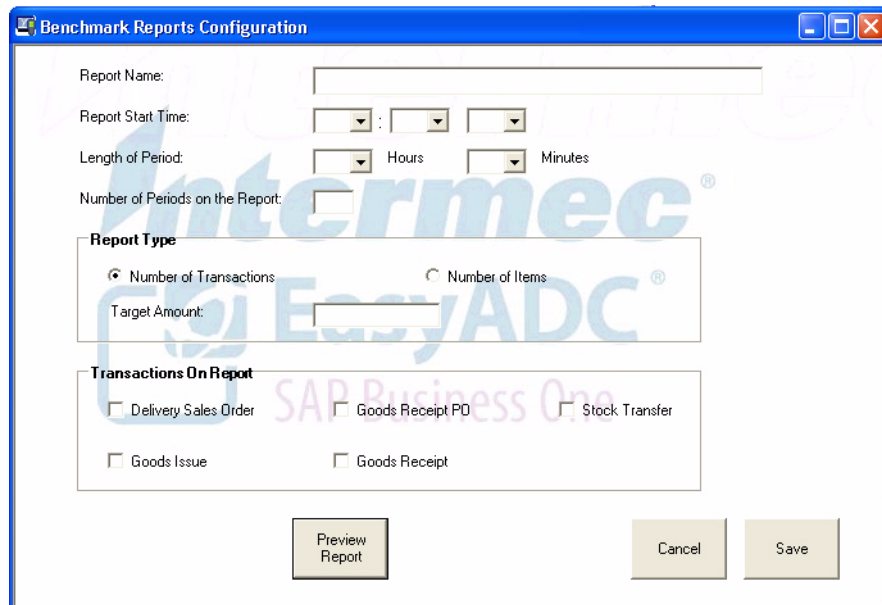 Benchmark Reports Configuration
Report Name:
Report Start Time:
:
Length of Period:
Hours
Minutes
Number of Periods on the Report:
Intermec®
Report Type
Number of Transactions
Number of Items
EasyADC®
Target Amount:
Transactions On Report
SAP Business One
Delivery Sales Order
Goods Receipt PO
Stock Transfer
Goods Issue
Goods Receipt
Preview
Report
Cancel
Save